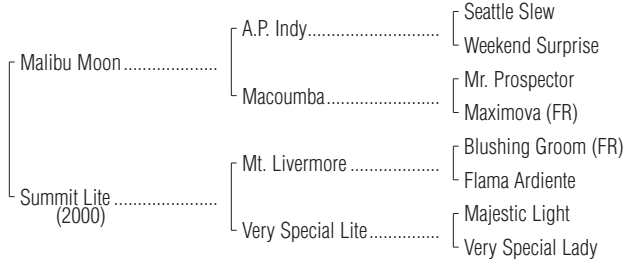 Seattle Slew
A.P. Indy..............................
Weekend Surprise
Malibu Moon.....................
Mr. Prospector
Macoumba..........................
Maximova (FR)
Blushing Groom (FR)
Mt. Livermore ....................
Flama Ardiente
Summit Lite.......................
(2000)
Majestic Light
Very Special Lite................
Very Special Lady